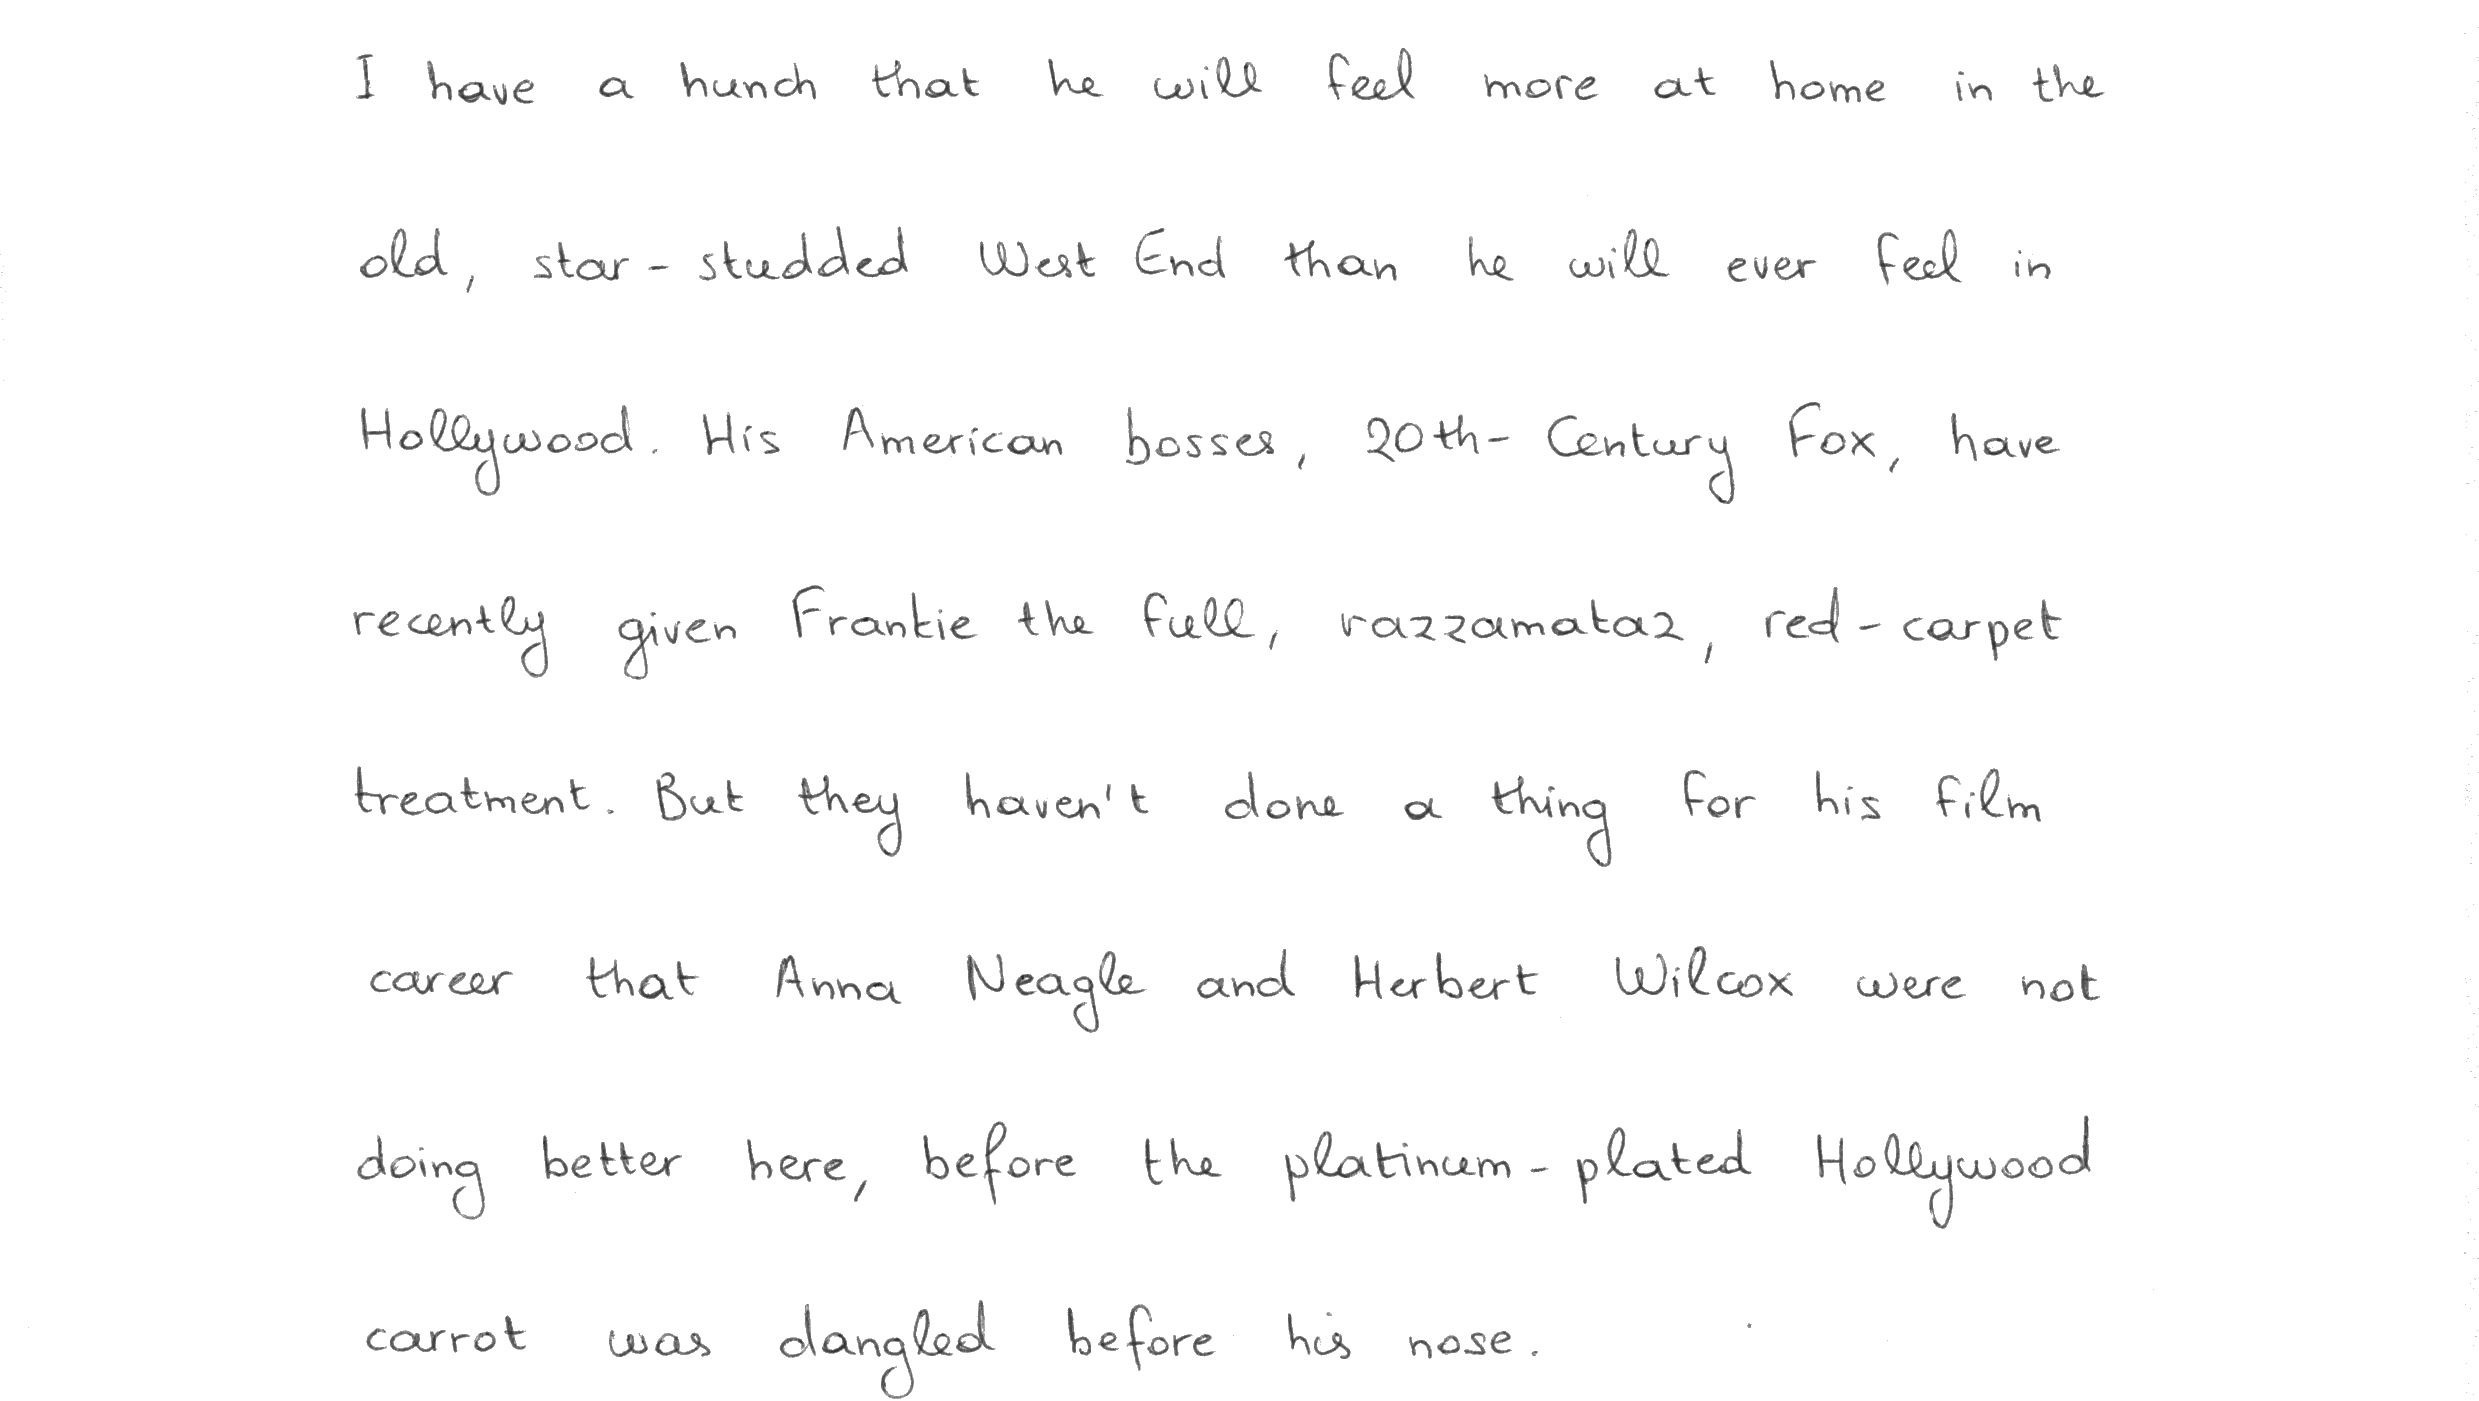 I have a hunch that he will feel more at home in the
old, star-studded West End than he will ever feel in
Hollywood. His American bosses, 20th-Century Fox, have
recently given Frankie the full, razzamataz, red-carpet
treatment. But they haven't done a thing for his film
career that Anna Neagle and Herbert Wilcox were not
doing better here, before the platinum-plated Hollywood
carrot was dangled before his nose.